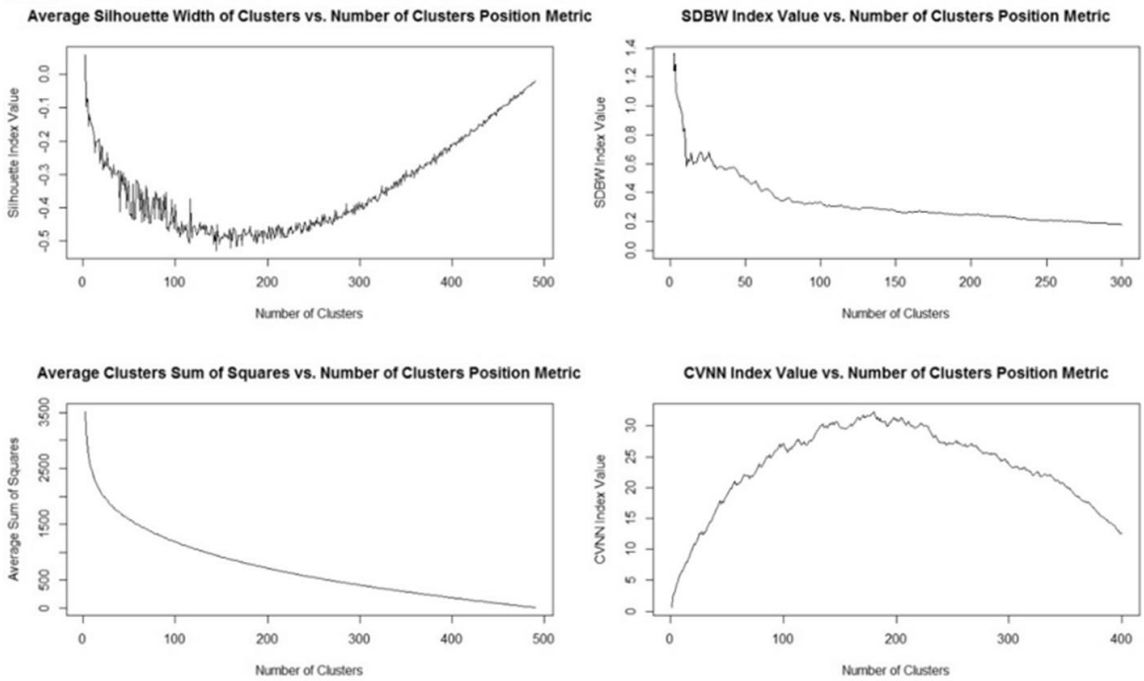 Average Silhouette Width of Clusters vs. Number of Clusters Position Metric
Silhouette Index Value
0.0
-0.1
-0.2
-0.3
-0.4
-0.5
0 100 200 300 400 500
Number of Clusters
SDBW Index Value vs. Number of Clusters Position Metric
SDBW Index Value
1.4
1.2
1.0
0.8
0.6
0.4
0.2
0.0
0 50 100 150 200 250 300
Number of Clusters
Average Clusters Sum of Squares vs. Number of Clusters Position Metric
Average Sum of Squares
3500
2500
1500
500
0
0 100 200 300 400 500
Number of Clusters
CVNN Index Value vs. Number of Clusters Position Metric
CVNN Index Value
30
25
20
15
10
5
0
0 100 200 300 400
Number of Clusters